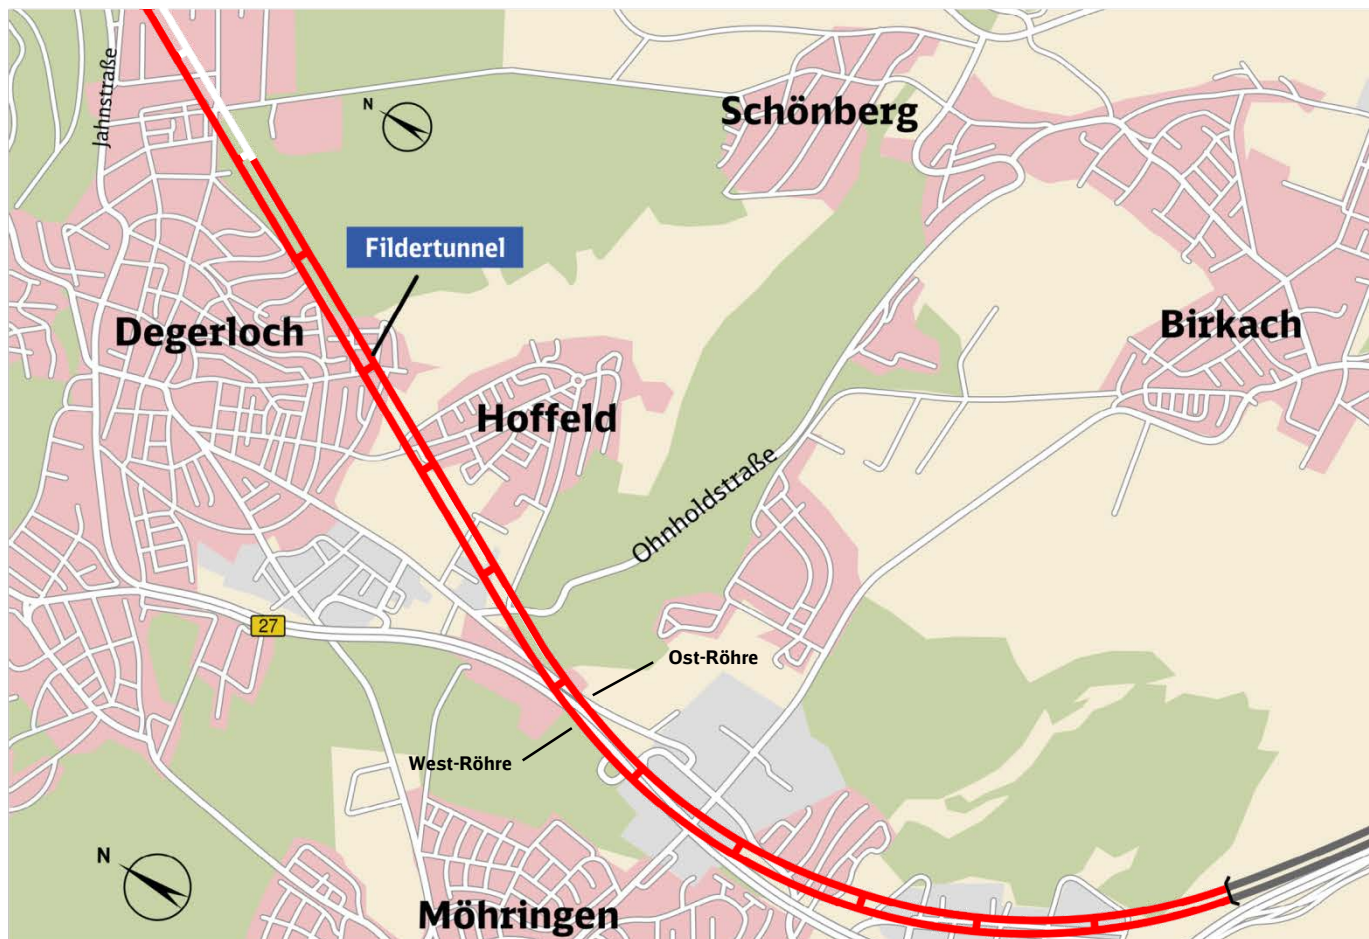 Jahnstraße
N
Schönberg
Fildertunnel
Degerloch
Birkach
Hoffeld
Ohnholdstraße
27
Ost-Röhre
West-Röhre
N
Möhringen